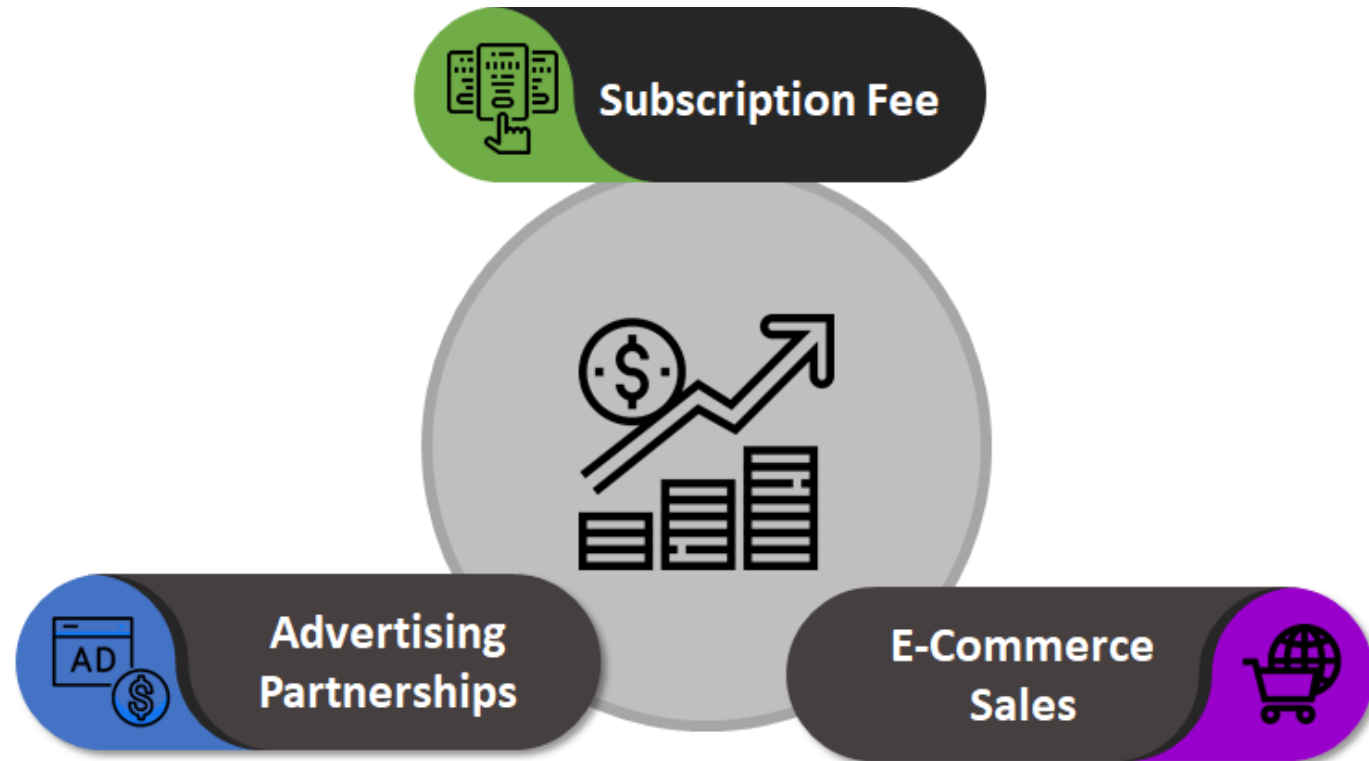 Subscription Fee
$
Advertising
Partnerships
AD
$
E-Commerce
Sales